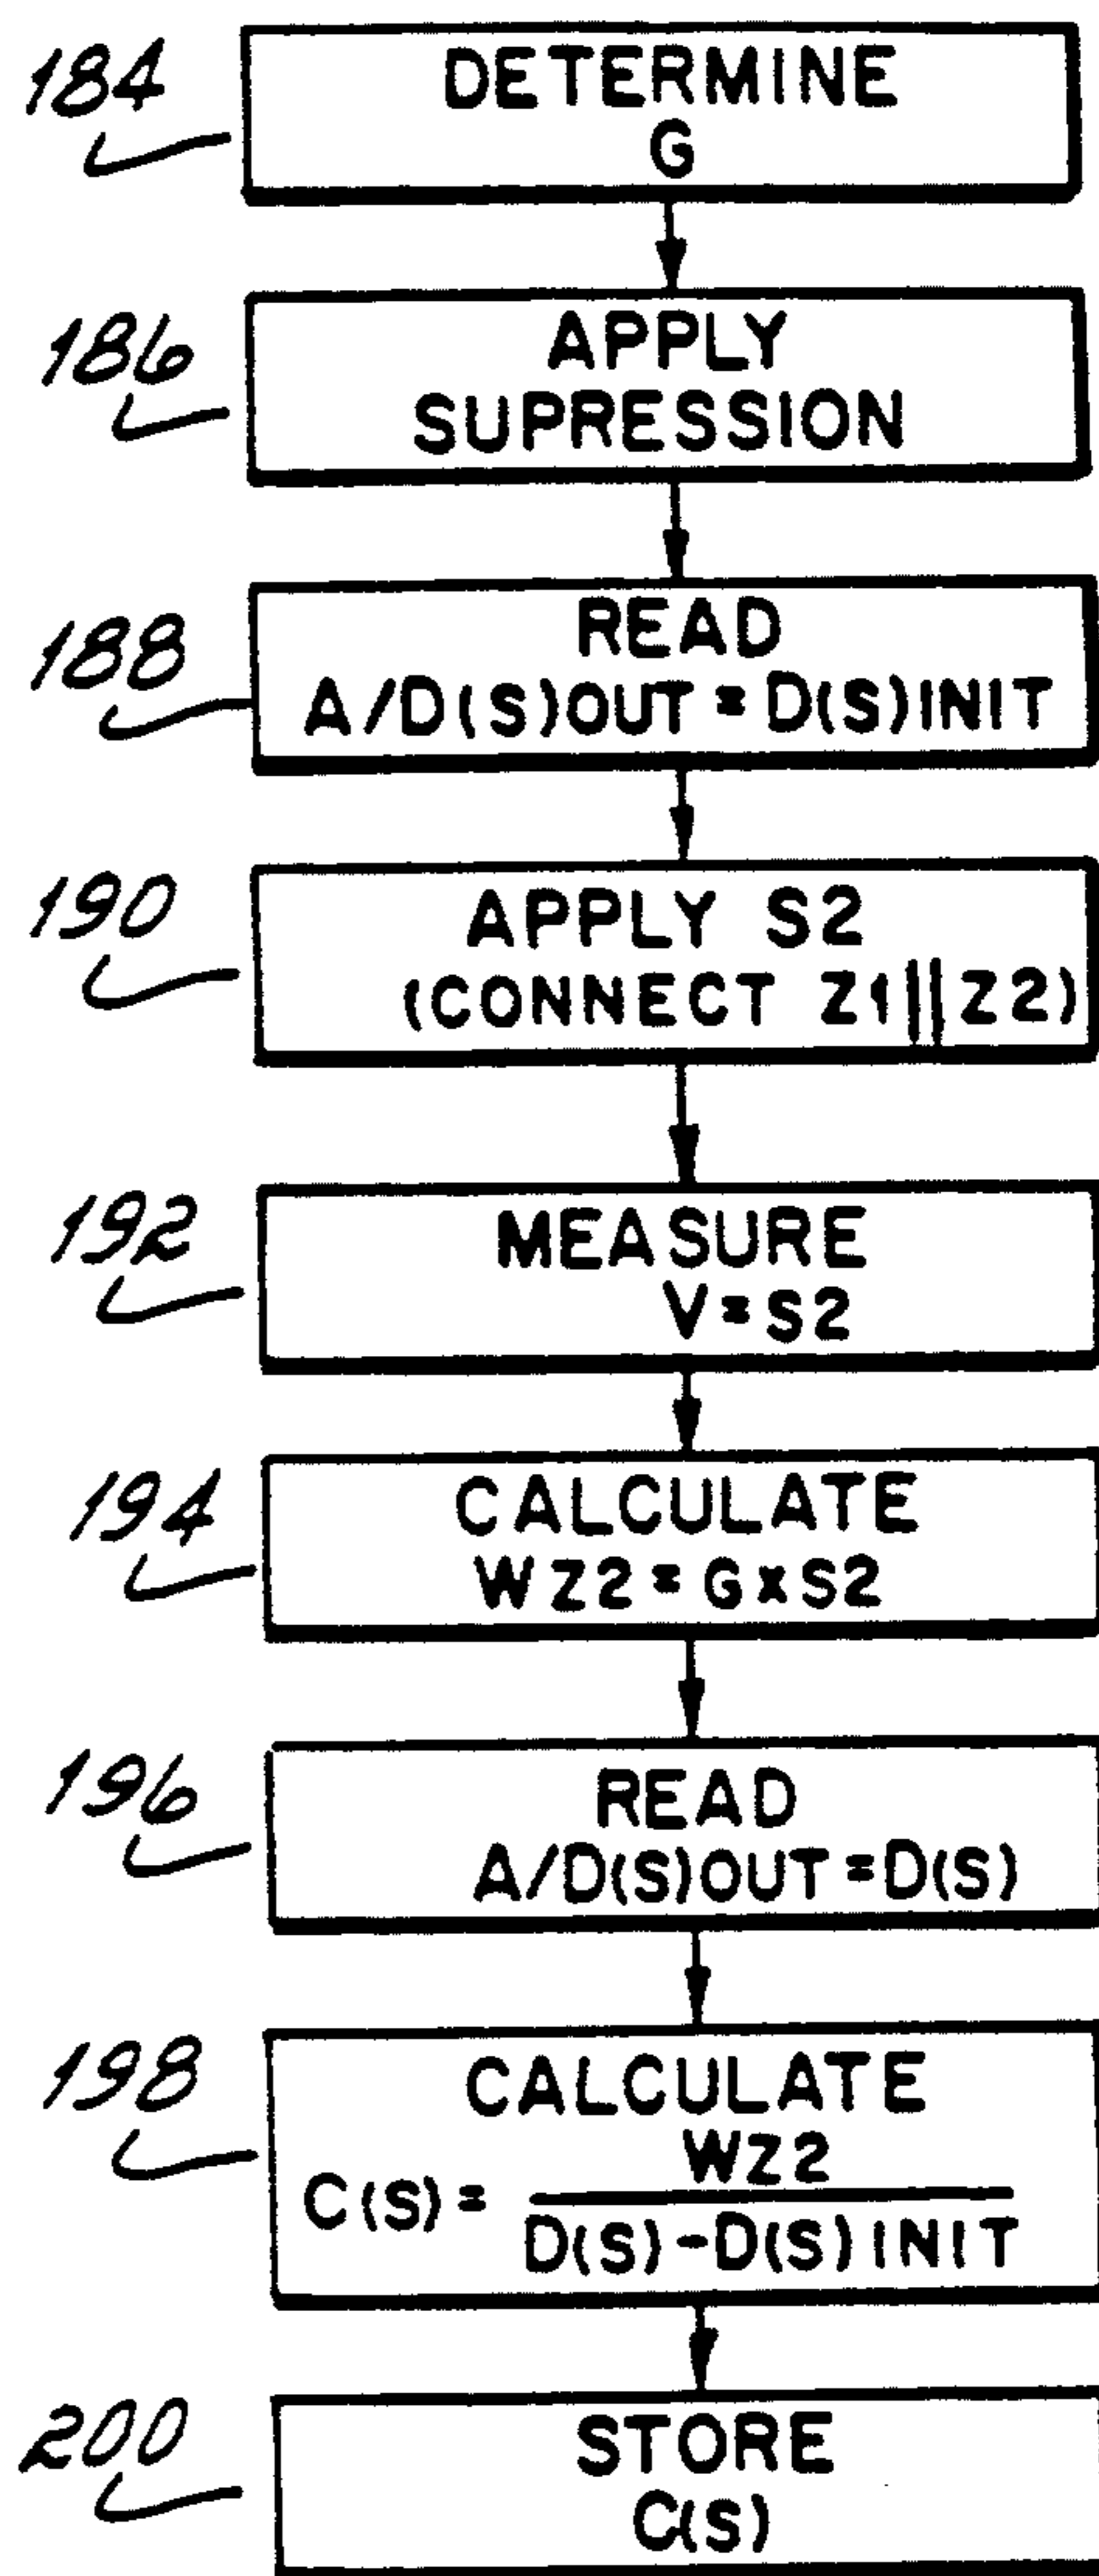 184
DETERMINE
G
186
APPLY
SUPRESSION
188
READ
A/D(S)OUT = D(S)INIT
190
APPLY S2
(CONNECT Z1||Z2)
192
MEASURE
V=S2
194
CALCULATE
WZ2 = G x S2
196
READ
A/D(S)OUT = D(S)
198
CALCULATE
WZ2
C(S) =
D(S)-D(S)INIT
200
STORE
C(S)